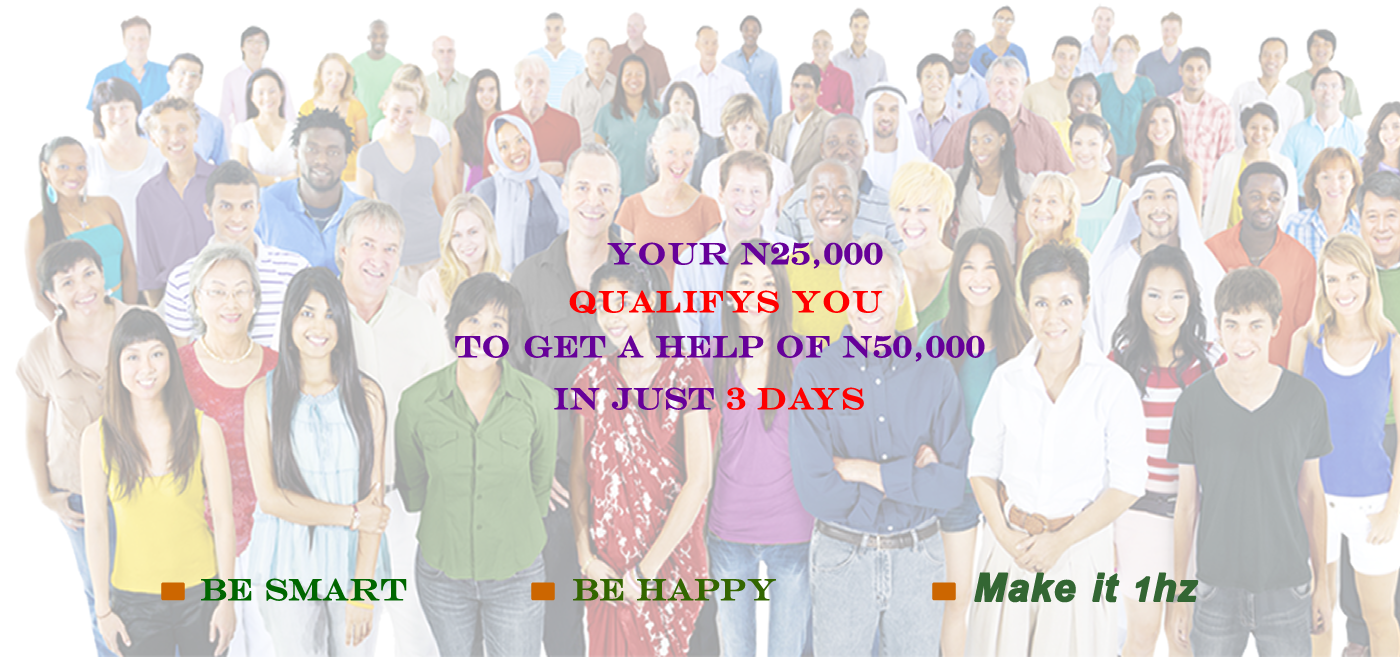 YOUR N25,000
QUALIFYS YOU
TO GET A HELP OF N50,000
IN JUST 3 DAYS
BE SMART
BE HAPPY
Make it 1hz